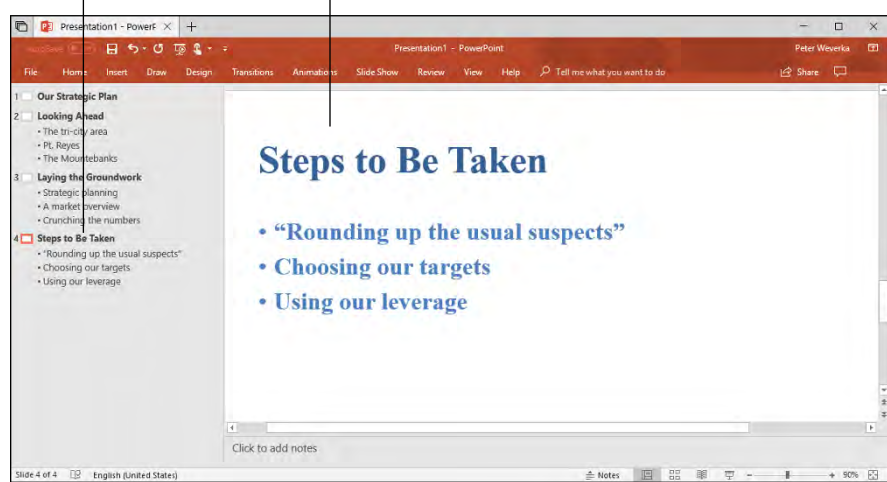 Presentation1 - PowerP
Presentation1 - PowerPoint
Peter Weverka
File Home Insert Draw Design Transitions Animations Slide Show Review View Help Tell me what you want to do Share
1 Our Strategic Plan
2 Looking Ahead
• The tri-city area
• Pt. Reyes
• The Mountebanks
3 Laying the Groundwork
• Strategic planning
• A market overview
• Crunching the numbers
4 Steps to Be Taken
• "Rounding up the usual suspects"
• Choosing our targets
• Using our leverage
Steps to Be Taken
• “Rounding up the usual suspects”
• Choosing our targets
• Using our leverage
Click to add notes
Slide 4 of 4 English (United States) Notes 90%